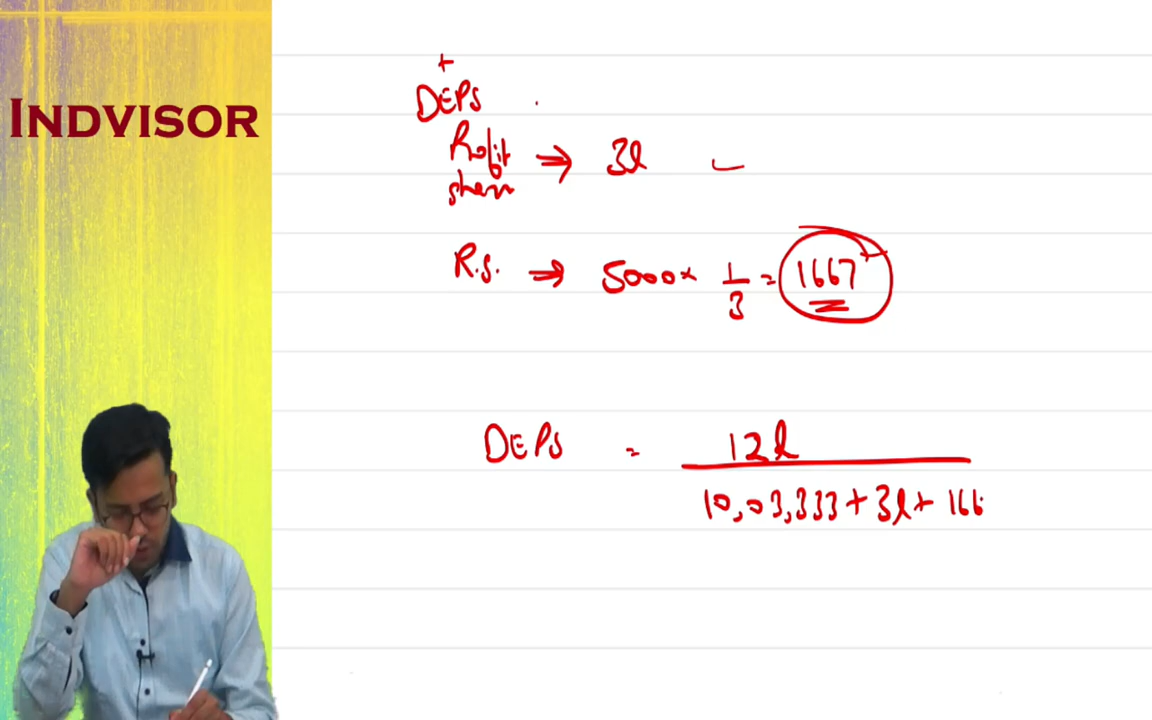 INDVISOR
+
DEPS
Profit → 3l
share
R.S. → 5000 × 1/3 = 1667
DEPS = 12l
10,03,333 + 3l + 166